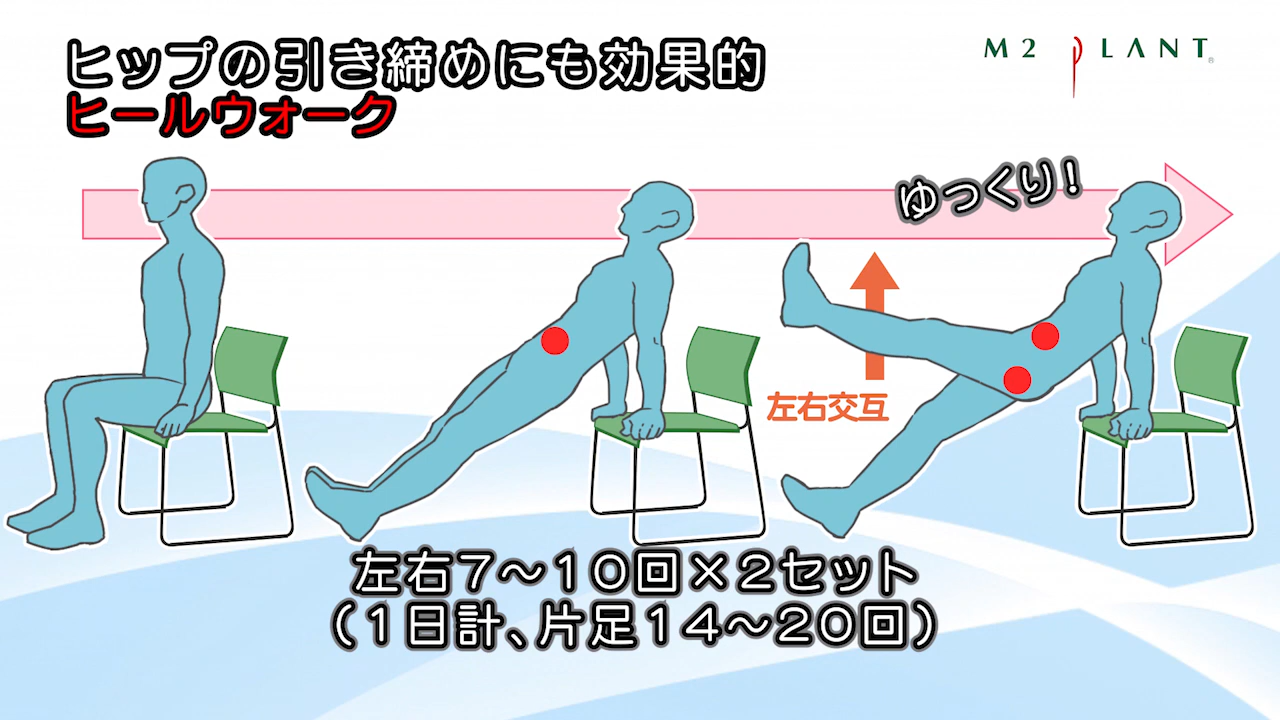 ヒップの引き締めにも効果的
ヒールウォーク
M2 PLANT®
ゆっくり!
左右交互
左右7~10回×2セット
(1日計、片足14~20回)